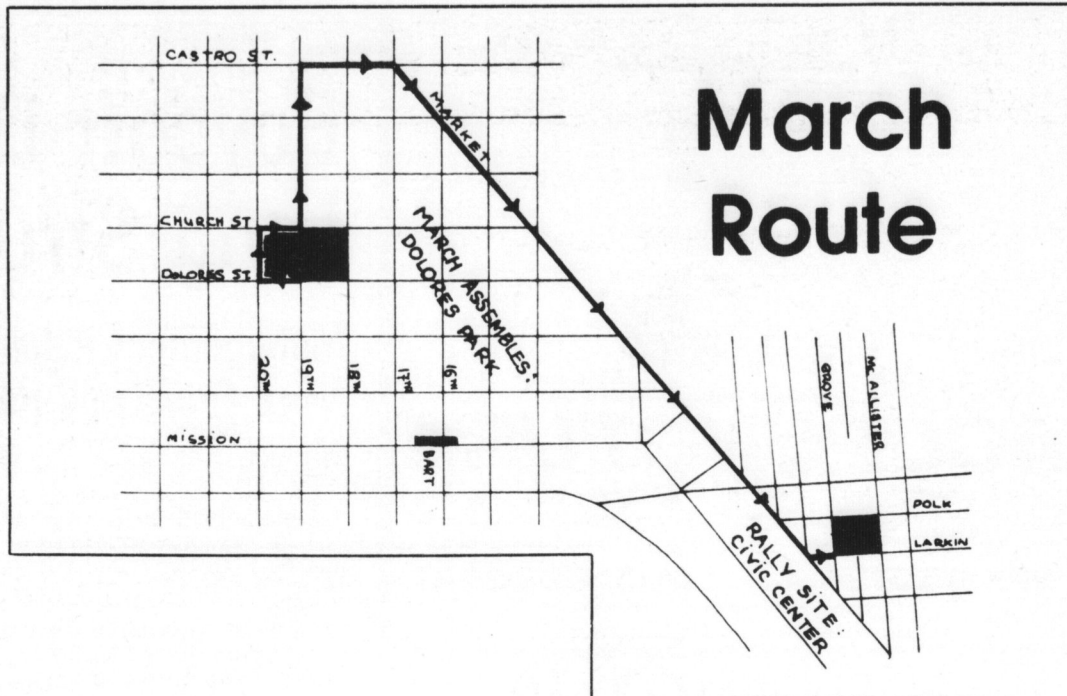 March
Route
CASTRO ST.
MARKET
CHURCH ST.
DOLORES ST.
MARCH ASSEMBLES:
DOLORES PARK
20TH
19TH
18TH
17TH
16TH
MISSION
BART
GROVE
Mc ALLISTER
POLK
LARKIN
RALLY SITE:
CIVIC CENTER